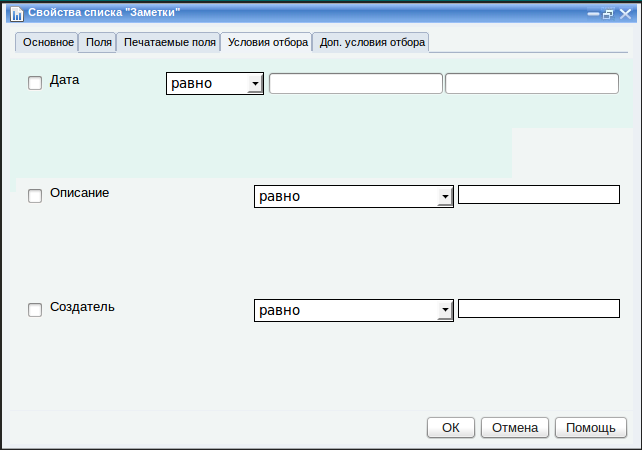 Свойства списка "Заметки"
Основное Поля Печатаемые поля Условия отбора Доп. условия отбора
Дата равно
Описание равно
Создатель равно
ОК Отмена Помощь